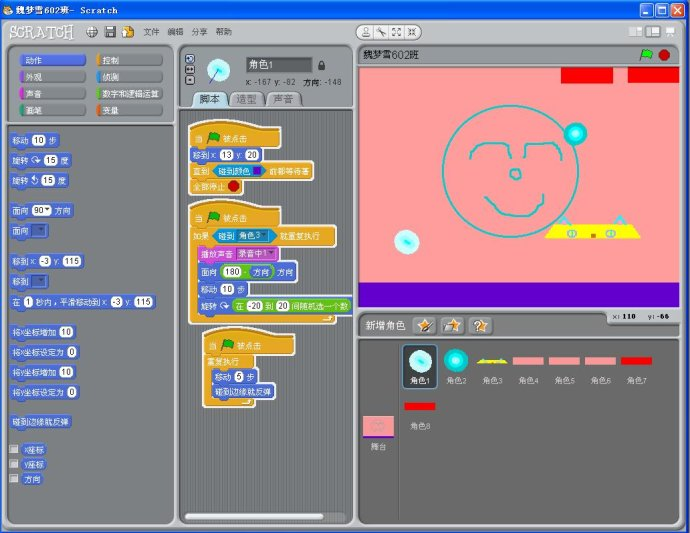 魏梦雪602班- Scratch
SCRATCH 文件 编辑 分享 帮助
动作 控制
外观 侦测
声音 数字和逻辑运算
画笔 变量
移动 10 步
旋转 15 度
旋转 15 度
面向 90 方向
面向
移到 x: -3 y: 115
移到
在 1 秒内，平滑移动到 x: -3 y: 115
将x坐标增加 10
将x坐标设定为 0
将y坐标增加 10
将y坐标设定为 0
碰到边缘就反弹
x座标
y座标
方向
角色1
x: -167 y: -82 方向: -148
脚本 造型 声音
当 被点击
移到 x: 13 y: 20
直到 碰到颜色 前都等待着
全部停止
当 被点击
如果 碰到 角色3 就重复执行
播放声音 录音中1
面向 180 - 方向 方向
移动 10 步
旋转 在 -20 到 20 间随机选一个数
当 被点击
重复执行
移动 5 步
碰到边缘就反弹
魏梦雪602班
x: 110 y: -66
新增角色
角色1 角色2 角色3 角色4 角色5 角色6 角色7
角色8
舞台